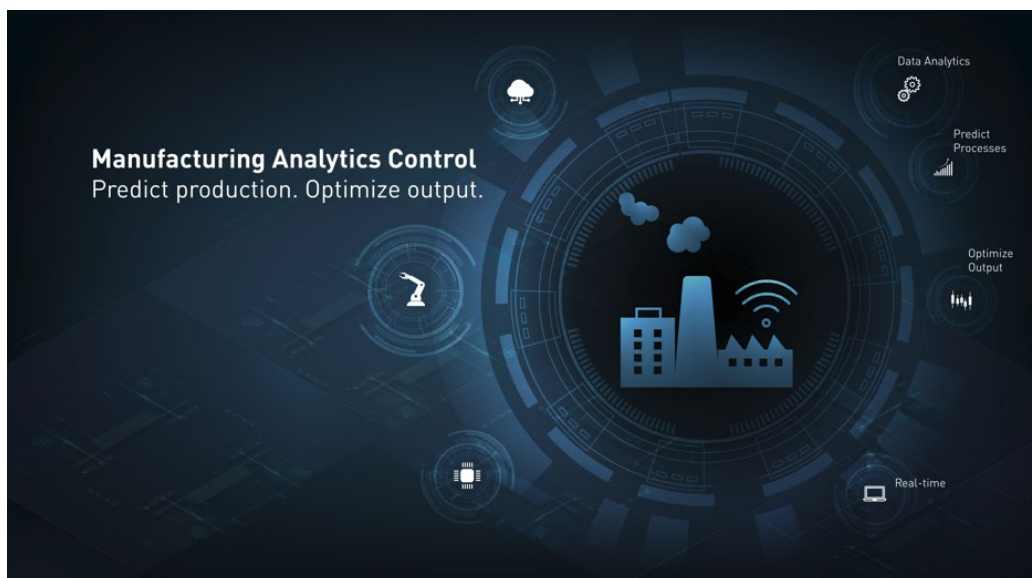 Manufacturing Analytics Control
Predict production. Optimize output.
Data Analytics
Predict
Processes
Optimize
Output
Real-time